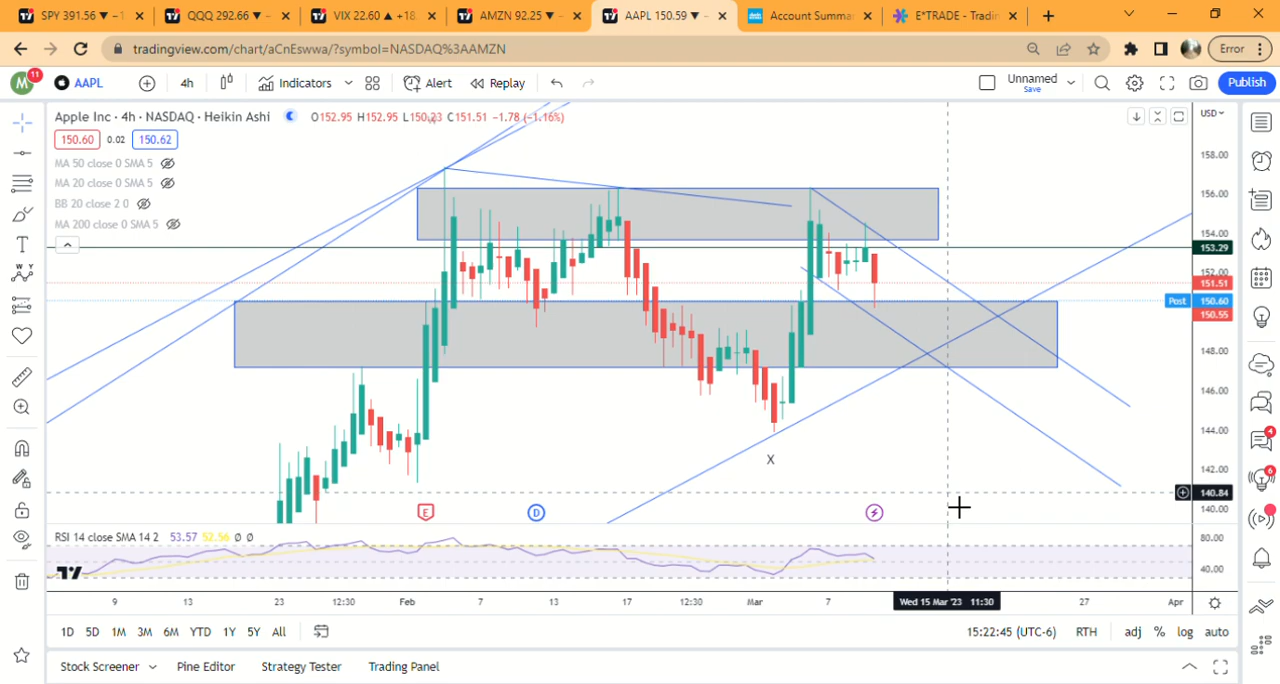 SPY 391.56 ▼ −1
QQQ 292.66 ▼ −
VIX 22.60 ▲ +18.
AMZN 92.25 ▼ −
AAPL 150.59 ▼ −
Account Summa
E*TRADE - Tradin
tradingview.com/chart/aCnEswwa/?symbol=NASDAQ%3AAMZN
Error
M 11 AAPL 4h Indicators Alert Replay Unnamed Publish
Save
Apple Inc · 4h · NASDAQ · Heikin Ashi O152.95 H152.95 L150.23 C151.51 −1.78 (−1.16%) USD
150.60 0.02 150.62
MA 50 close 0 SMA 5
MA 20 close 0 SMA 5
BB 20 close 2 0
MA 200 close 0 SMA 5
158.00
156.00
154.00
153.29
152.00
151.51
Post 150.60
150.55
148.00
146.00
144.00
X
142.00
140.84
140.00
E D
4
6
RSI 14 close SMA 14 2 53.57 52.56 Ø Ø
80.00
40.00
9 13 23 12:30 Feb 7 13 17 12:30 Mar 7 Wed 15 Mar '23 11:30 27 Apr
1D 5D 1M 3M 6M YTD 1Y 5Y All 15:22:45 (UTC-6) RTH adj % log auto
Stock Screener Pine Editor Strategy Tester Trading Panel